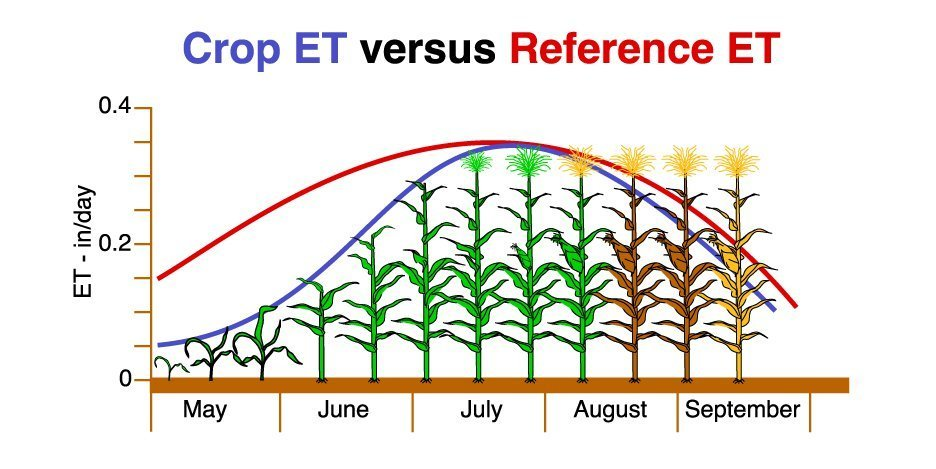 Crop ET versus Reference ET
0.4
0.2
0
ET - in/day
May
June
July
August
September